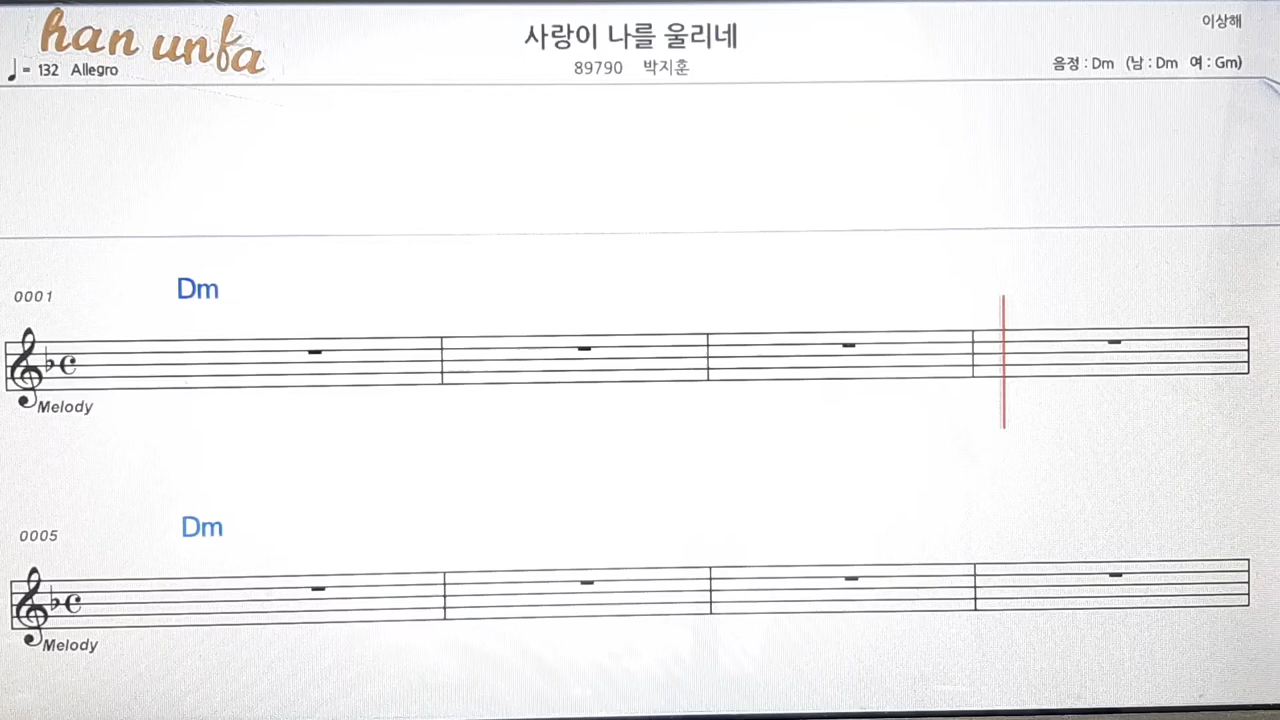 han unfa
사랑이 나를 울리네
이상해
♩ = 132 Allegro
89790 박지훈
음정 : Dm (남 : Dm 여 : Gm)
Dm
0001
Melody
Dm
0005
Melody